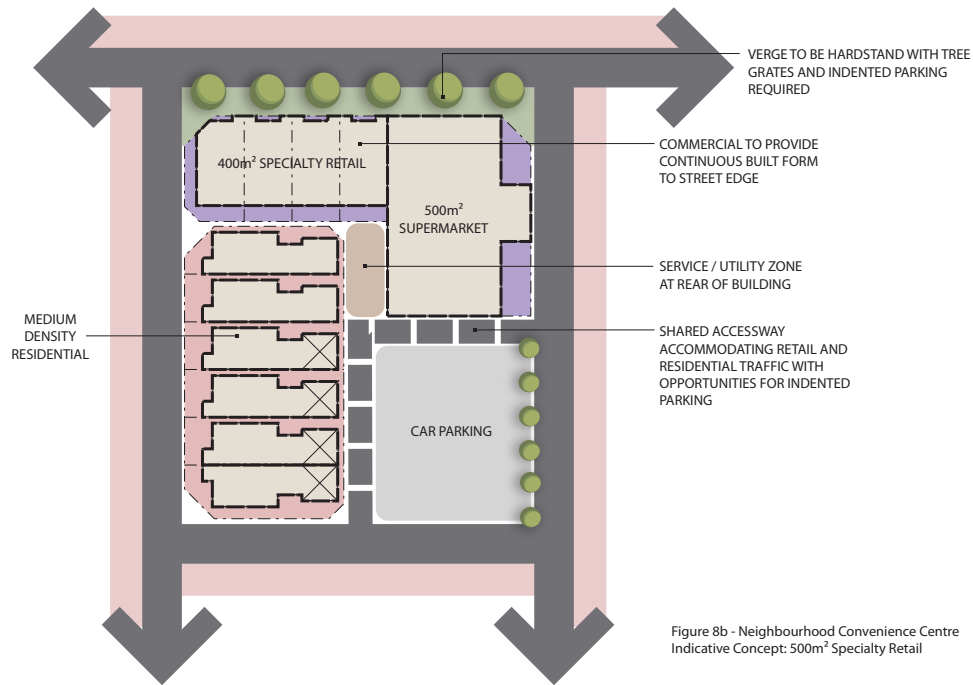 VERGE TO BE HARDSTAND WITH TREE
GRATES AND INDENTED PARKING
REQUIRED
COMMERCIAL TO PROVIDE
CONTINUOUS BUILT FORM
TO STREET EDGE
400m² SPECIALTY RETAIL
500m²
SUPERMARKET
SERVICE / UTILITY ZONE
AT REAR OF BUILDING
MEDIUM
DENSITY
RESIDENTIAL
SHARED ACCESSWAY
ACCOMMODATING RETAIL AND
RESIDENTIAL TRAFFIC WITH
OPPORTUNITIES FOR INDENTED
PARKING
CAR PARKING
Figure 8b - Neighbourhood Convenience Centre
Indicative Concept: 500m² Specialty Retail